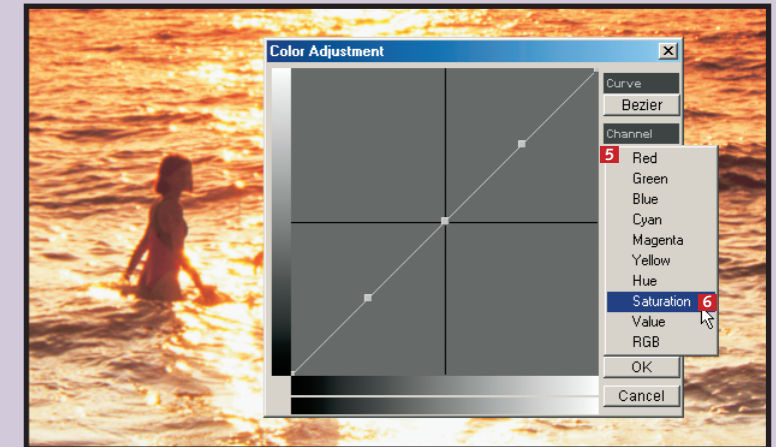 Color Adjustment
Curve
Bezier
Channel
5
Red
Green
Blue
Cyan
Magenta
Yellow
Hue
Saturation 6
Value
RGB
OK
Cancel